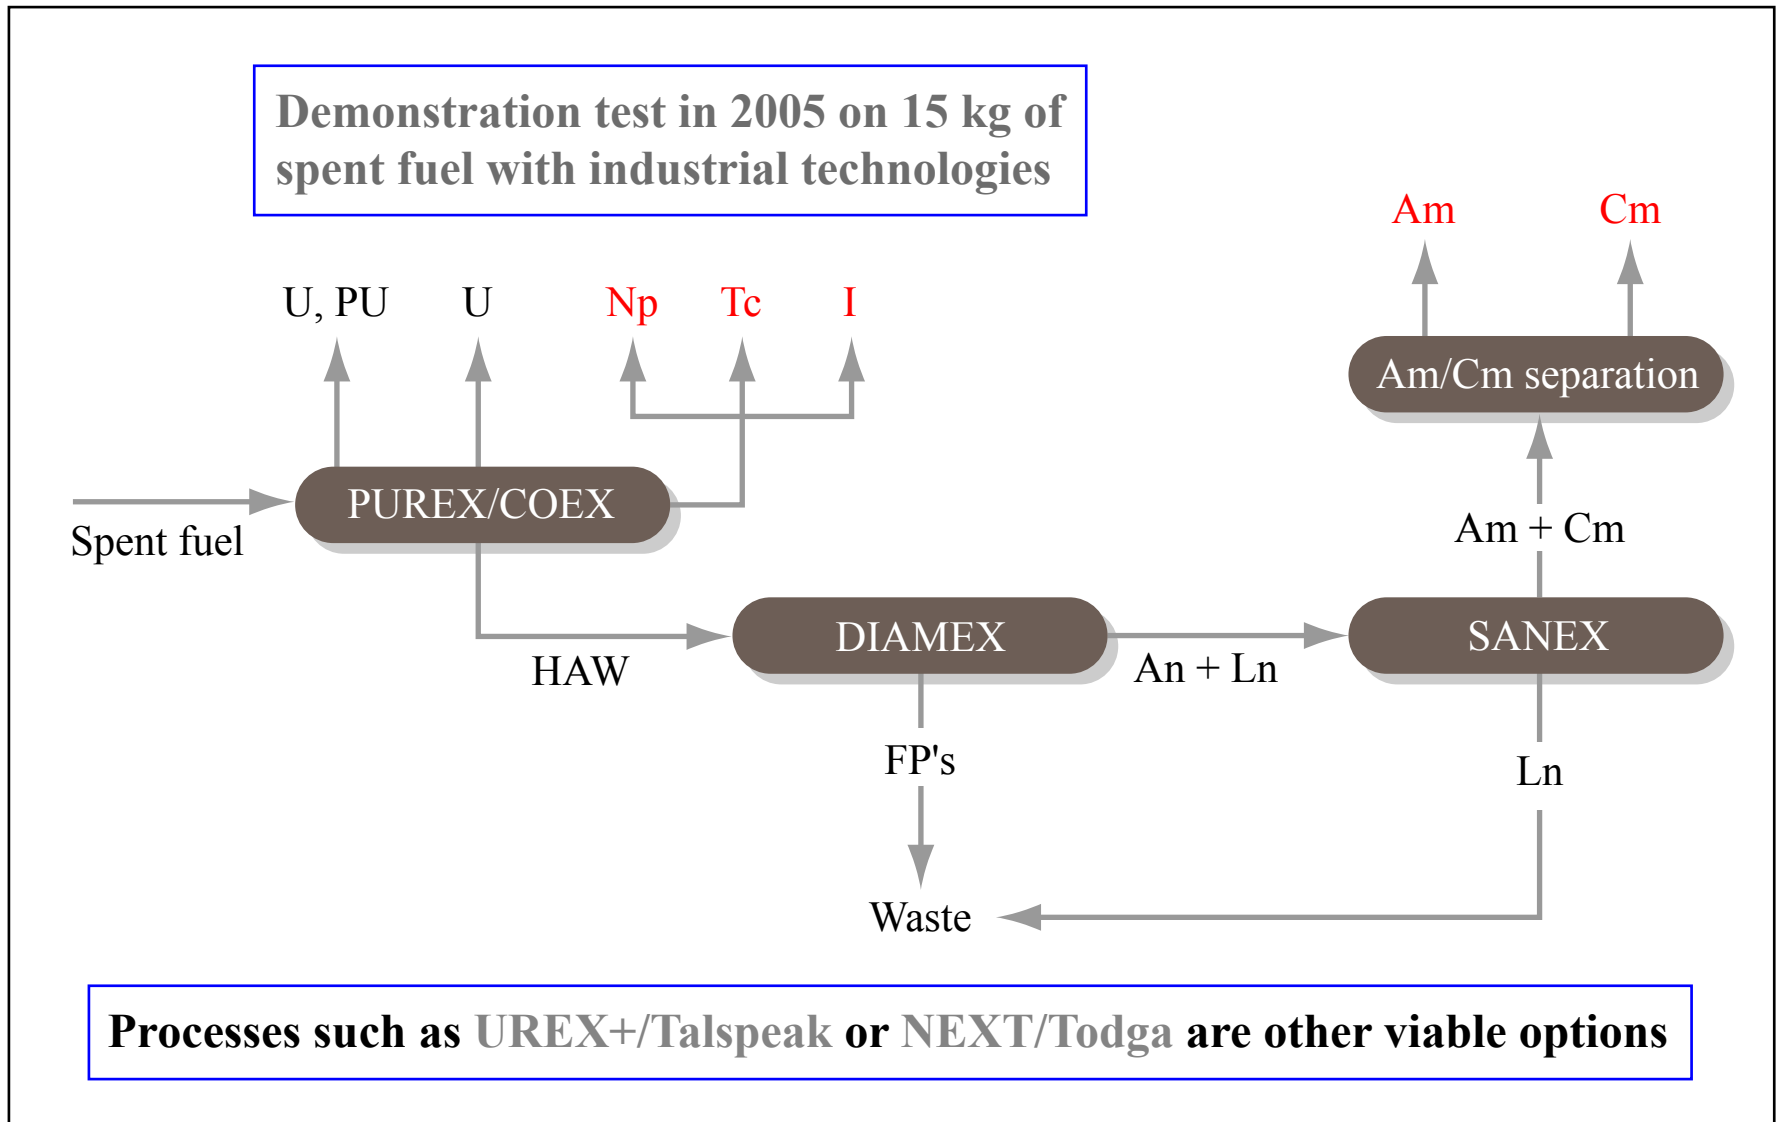 Demonstration test in 2005 on 15 kg of
spent fuel with industrial technologies
Am
Cm
U, PU
U
Np
Tc
I
Am/Cm separation
PUREX/COEX
Spent fuel
Am + Cm
DIAMEX
SANEX
HAW
An + Ln
FP's
Ln
Waste
Processes such as UREX+/Talspeak or NEXT/Todga are other viable options